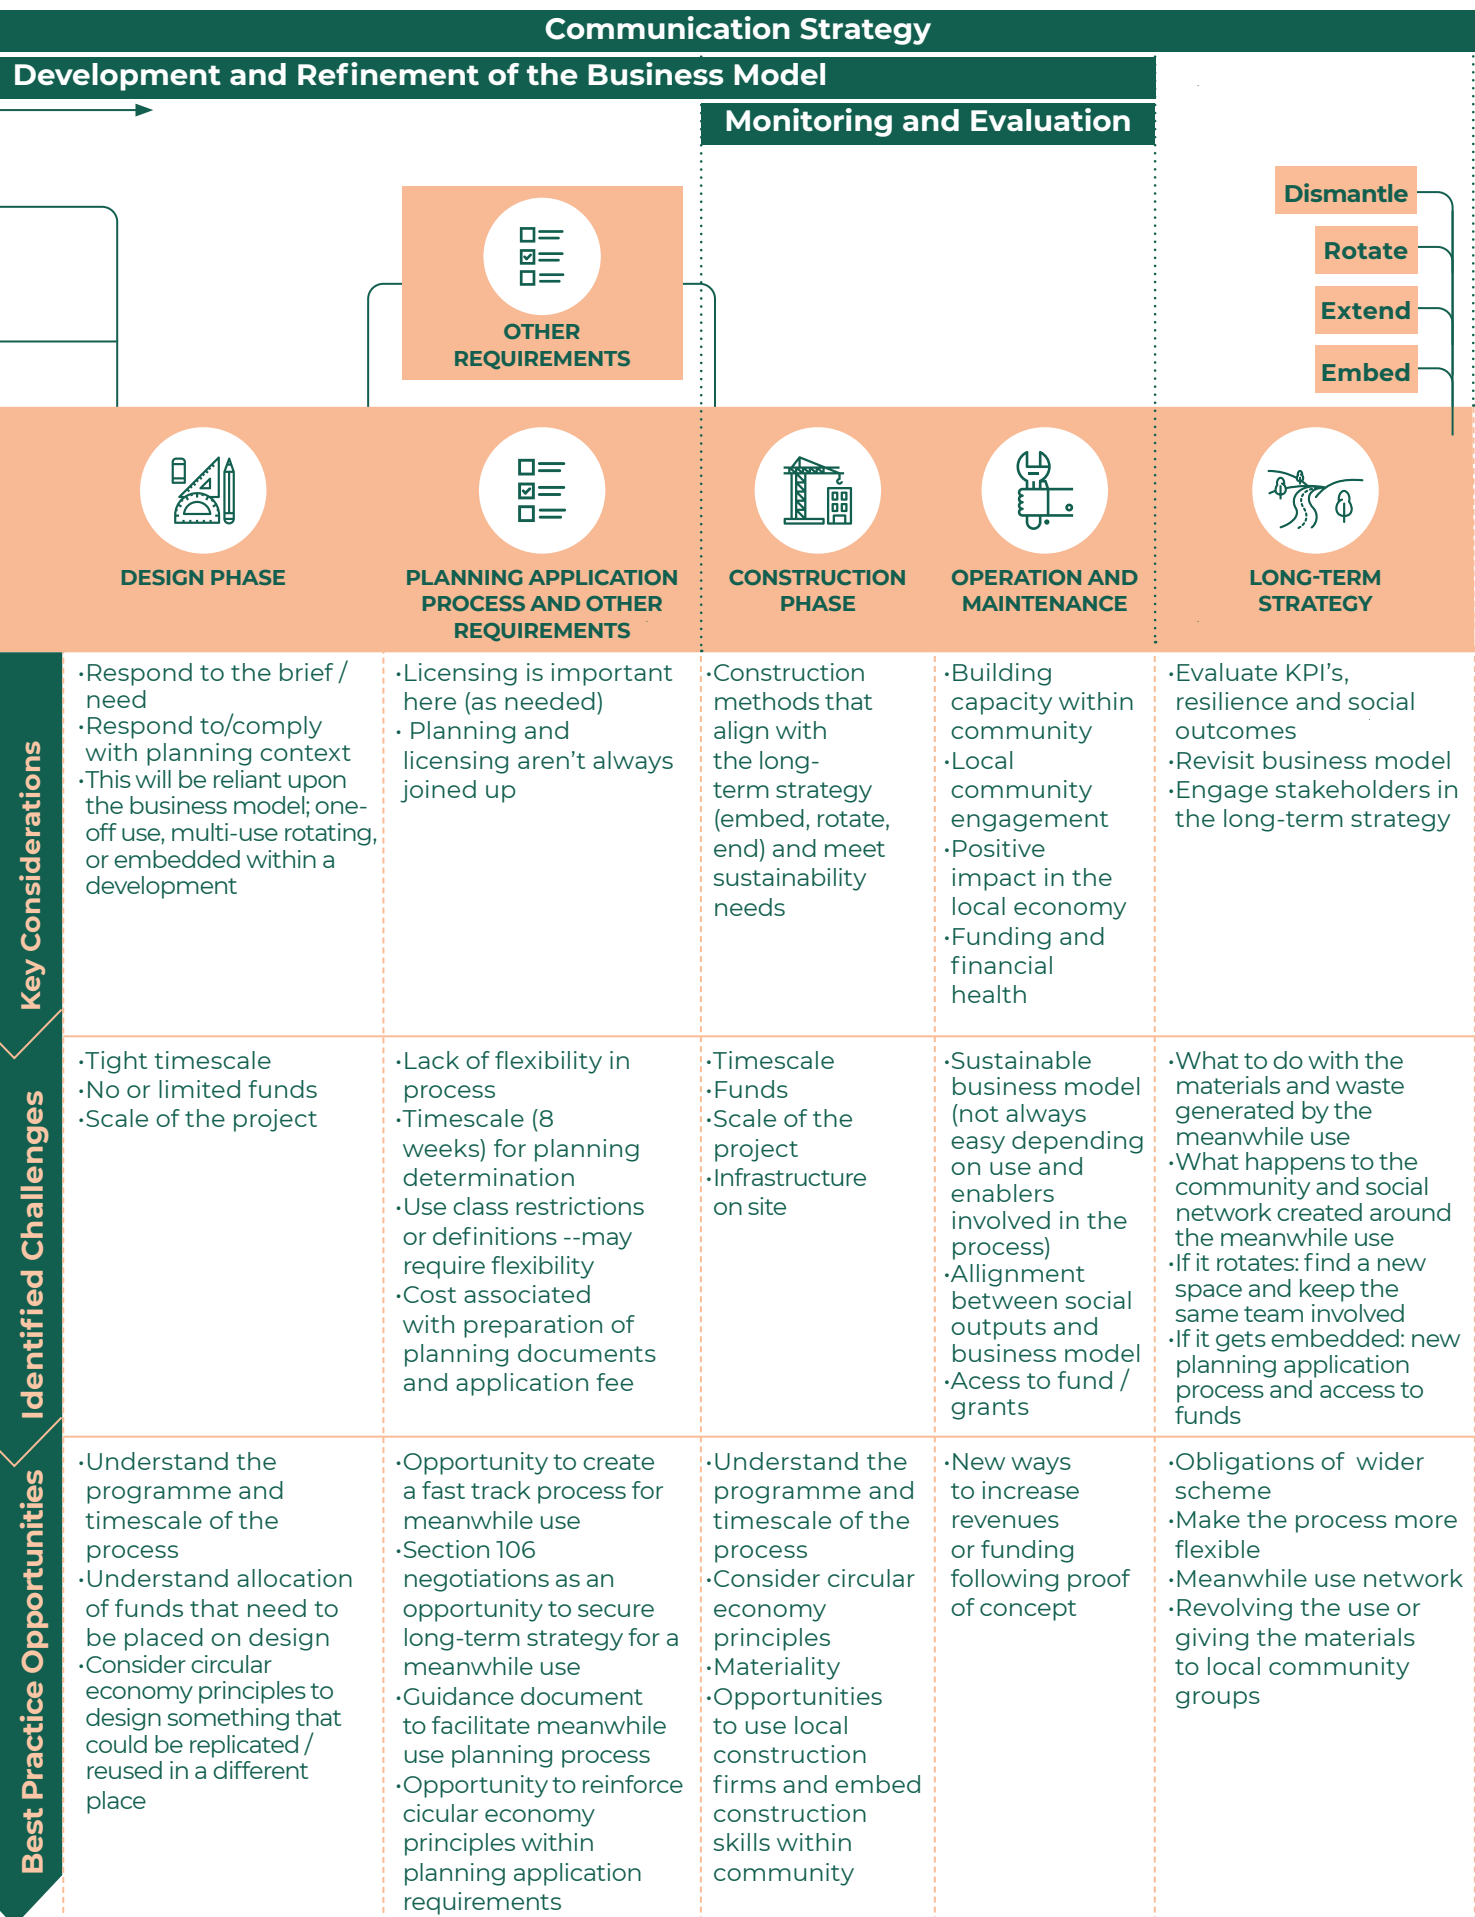 Communication Strategy
Development and Refinement of the Business Model
Monitoring and Evaluation
Dismantle
Rotate
Extend
Embed
OTHER
REQUIREMENTS
DESIGN PHASE
PLANNING APPLICATION
PROCESS AND OTHER
REQUIREMENTS
CONSTRUCTION
PHASE
OPERATION AND
MAINTENANCE
LONG-TERM
STRATEGY
Key Considerations
·Respond to the brief /
need
·Respond to/comply
with planning context
·This will be reliant upon
the business model; one-
off use, multi-use rotating,
or embedded within a
development
·Licensing is important
here (as needed)
· Planning and
licensing aren't always
joined up
·Construction
methods that
align with
the long-
term strategy
(embed, rotate,
end) and meet
sustainability
needs
·Building
capacity within
community
·Local
community
engagement
·Positive
impact in the
local economy
·Funding and
financial
health
·Evaluate KPI's,
resilience and social
outcomes
·Revisit business model
·Engage stakeholders in
the long-term strategy
Identified Challenges
·Tight timescale
·No or limited funds
·Scale of the project
·Lack of flexibility in
process
·Timescale (8
weeks) for planning
determination
·Use class restrictions
or definitions --may
require flexibility
·Cost associated
with preparation of
planning documents
and application fee
·Timescale
·Funds
·Scale of the
project
·Infrastructure
on site
·Sustainable
business model
(not always
easy depending
on use and
enablers
involved in the
process)
·Allignment
between social
outputs and
business model
·Acess to fund /
grants
·What to do with the
materials and waste
generated by the
meanwhile use
·What happens to the
community and social
network created around
the meanwhile use
·If it rotates: find a new
space and keep the
same team involved
·If it gets embedded: new
planning application
process and access to
funds
Best Practice Opportunities
·Understand the
programme and
timescale of the
process
·Understand allocation
of funds that need to
be placed on design
·Consider circular
economy principles to
design something that
could be replicated /
reused in a different
place
·Opportunity to create
a fast track process for
meanwhile use
·Section 106
negotiations as an
opportunity to secure
long-term strategy for a
meanwhile use
·Guidance document
to facilitate meanwhile
use planning process
·Opportunity to reinforce
cicular economy
principles within
planning application
requirements
·Understand the
programme and
timescale of the
process
·Consider circular
economy
principles
·Materiality
·Opportunities
to use local
construction
firms and embed
construction
skills within
community
·New ways
to increase
revenues
or funding
following proof
of concept
·Obligations of  wider
scheme
·Make the process more
flexible
·Meanwhile use network
·Revolving the use or
giving the materials
to local community
groups